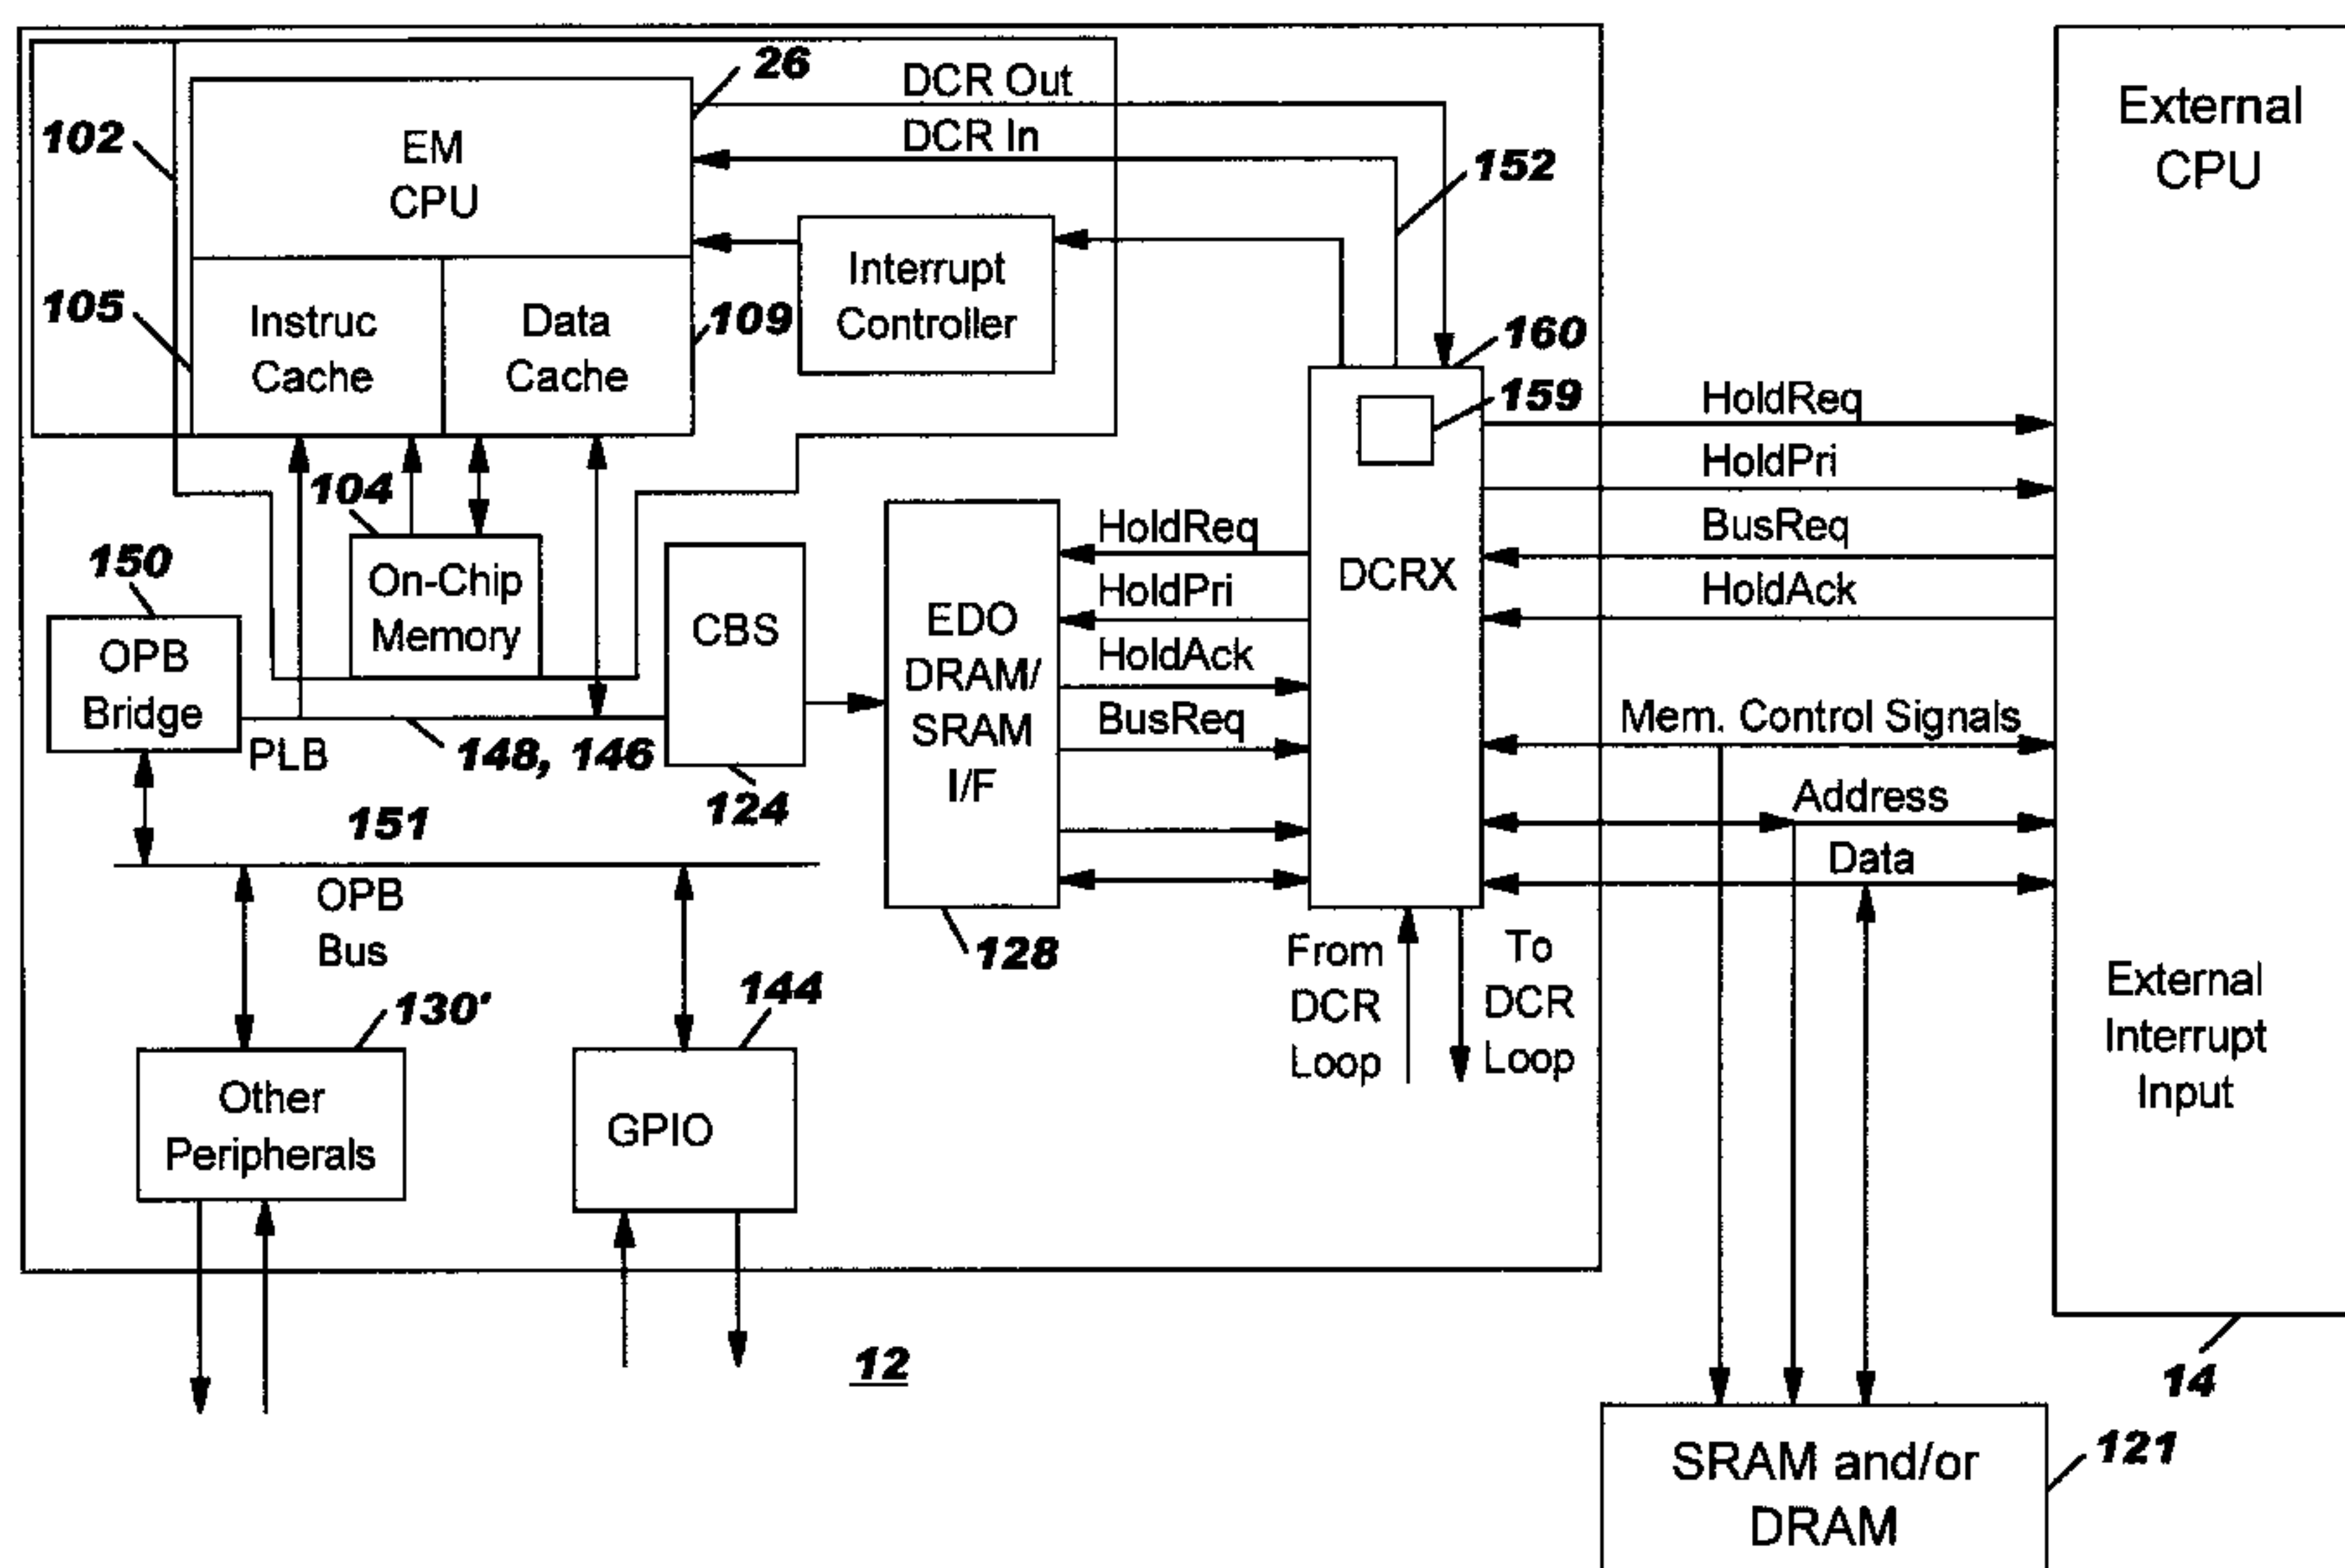 26
DCR Out
DCR In
102
EM
CPU
152
External
CPU
105
Instruc
Cache
Data
Cache
109
Interrupt
Controller
160
159
HoldReq
HoldPri
BusReq
HoldAck
104
On-Chip
Memory
150
OPB
Bridge
PLB
148, 146
CBS
124
EDO
DRAM/
SRAM
I/F
128
HoldReq
HoldPri
HoldAck
BusReq
DCRX
Mem. Control Signals
Address
Data
151
OPB
Bus
From
DCR
Loop
To
DCR
Loop
External
Interrupt
Input
130'
Other
Peripherals
144
GPIO
12
14
SRAM and/or
DRAM
121